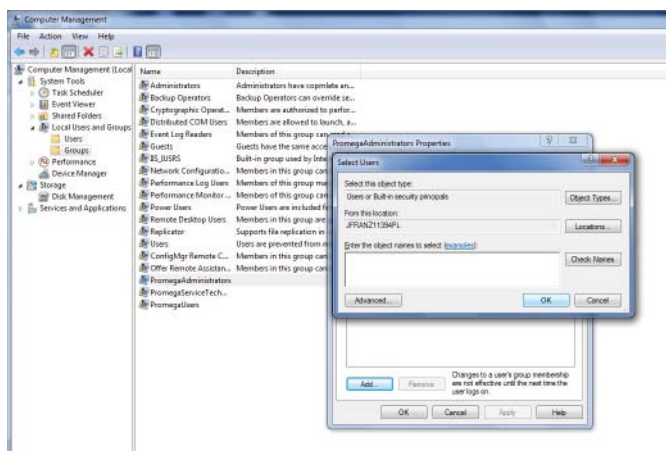 Computer Management
File Action View Help
Computer Management (Local
System Tools
Task Scheduler
Event Viewer
Shared Folders
Local Users and Groups
Users
Groups
Performance
Device Manager
Storage
Disk Management
Services and Applications
Name Description
Administrators Administrators have copmlete an...
Backup Operators Backup Operators can override se...
Cryptographic Operat... Members are authorized to perfor...
Distributed COM Users Members are allowed to launch, a...
Event Log Readers Members of this group can
Guests Guests have the same acce
IIS_IUSRS Built-in group used by Inte
Network Configuratio... Members in this group can
Performance Log Users Members of this group ma
Performance Monitor ... Members of this group can
Power Users Power Users are included f
Remote Desktop Users Members in this group are
Replicator Supports file replication in
Users Users are prevented from m
ConfigMgr Remote C... Members in this group can
Offer Remote Assistan... Members in this group can
PromegaAdministrators
PromegaServiceTech...
PromegaUsers
PromegaAdministrators Properties
Select Users
Select this object type:
Users or Built-in security principals
Object Types...
From this location:
JFRANZ11394PL
Locations...
Enter the object names to select (examples):
Check Names
Advanced...
OK Cancel
Add... Remove
Changes to a user's group membership
are not effective until the next time the
user logs on.
OK Cancel Apply Help